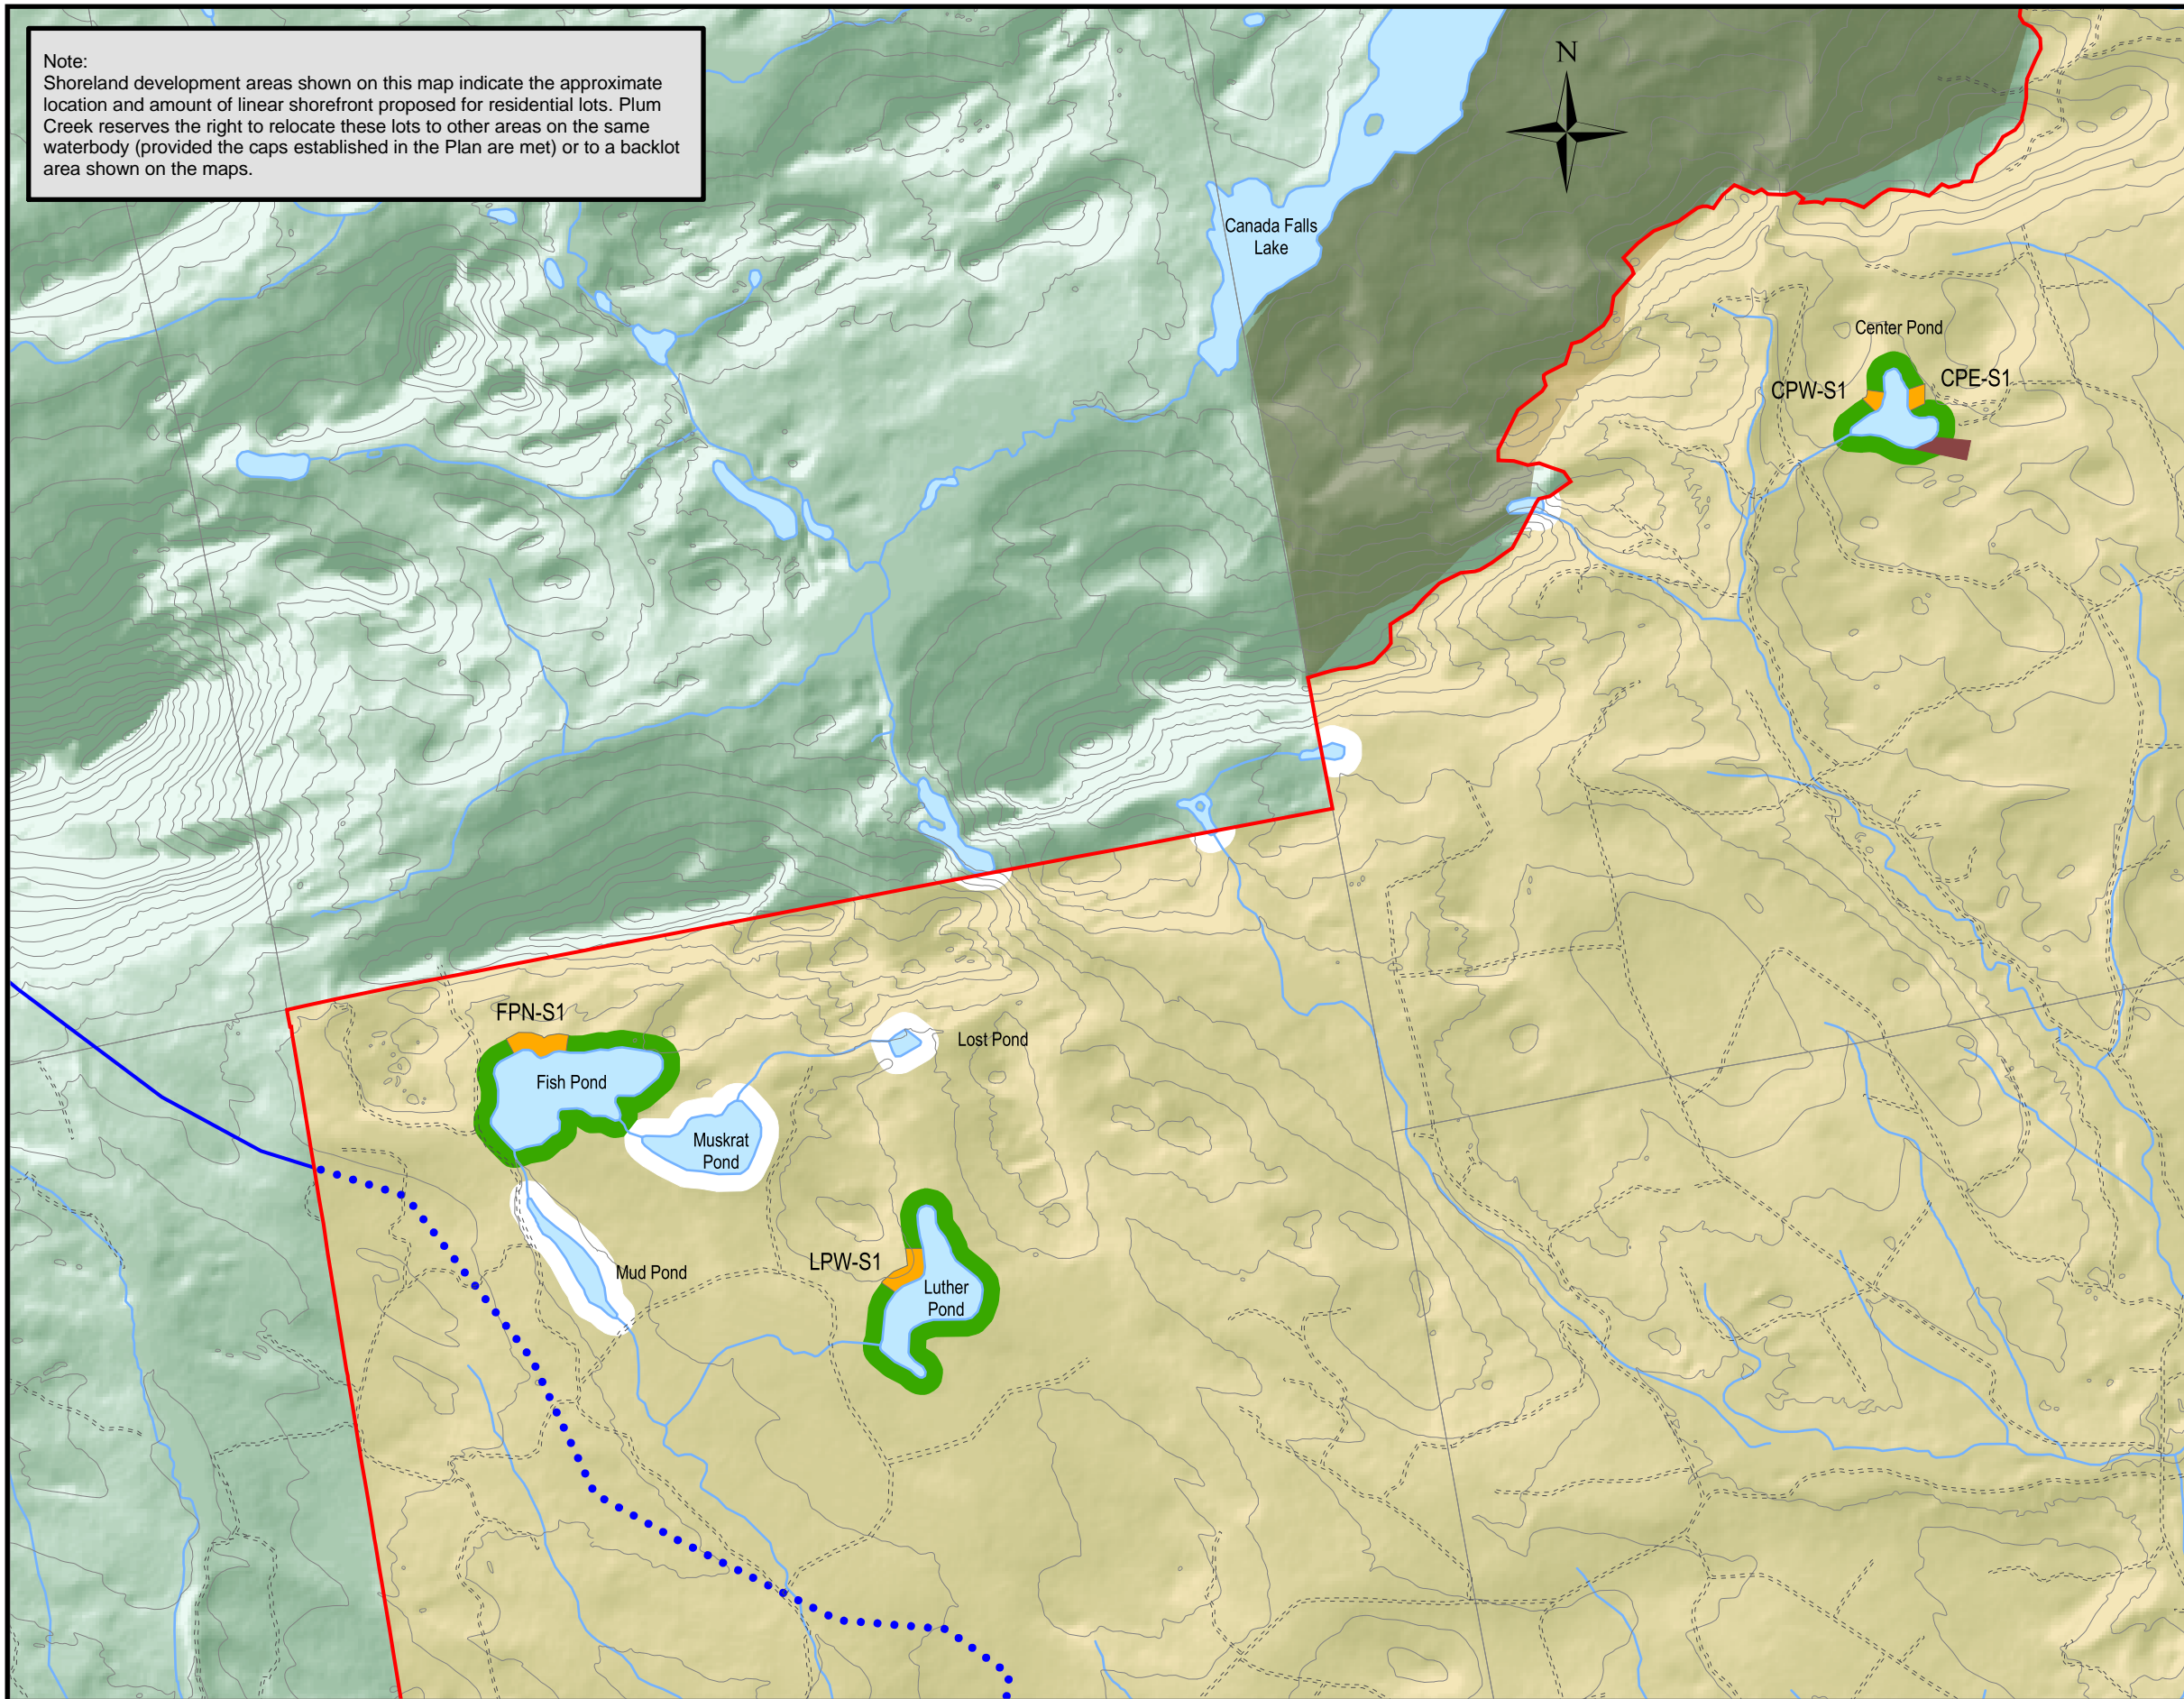 Note:
Shoreland development areas shown on this map indicate the approximate
location and amount of linear shorefront proposed for residential lots. Plum
Creek reserves the right to relocate these lots to other areas on the same
waterbody (provided the caps established in the Plan are met) or to a backlot
area shown on the maps.
N
Canada Falls
Lake
Center Pond
CPW-S1
CPE-S1
FPN-S1
Fish Pond
Lost Pond
Muskrat
Pond
Mud Pond
LPW-S1
Luther
Pond